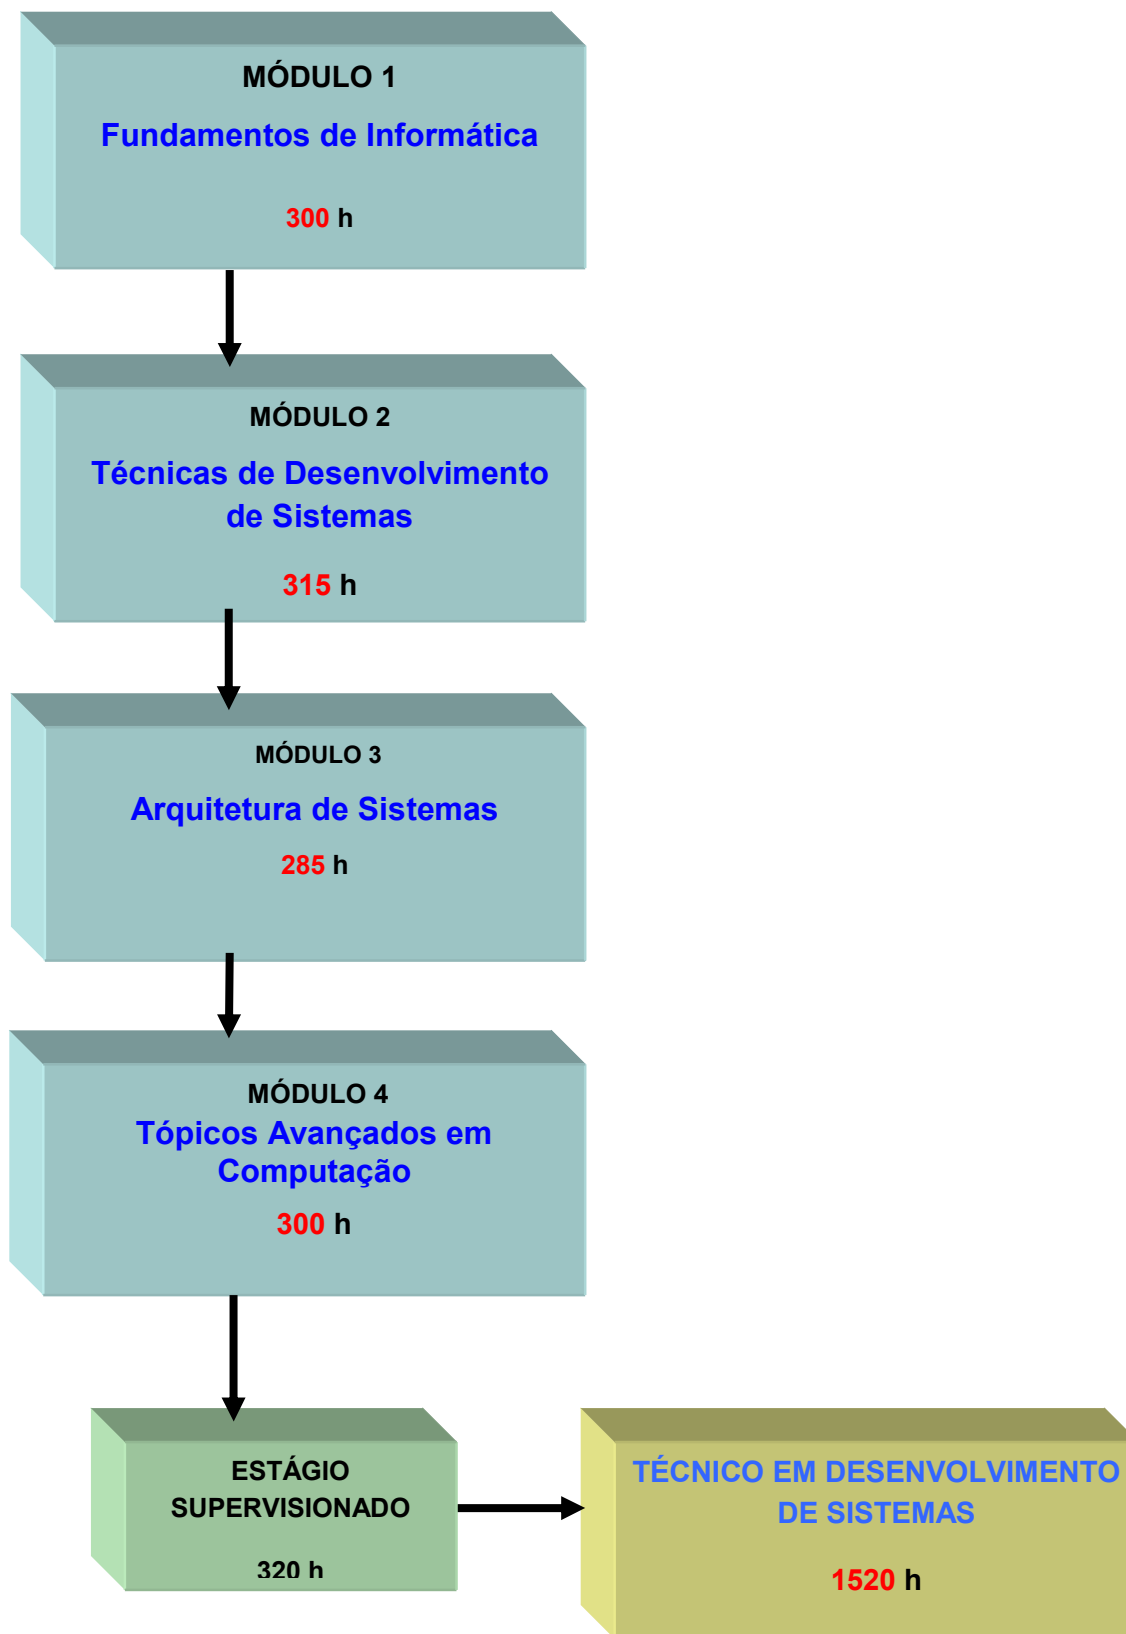 MÓDULO 1
Fundamentos de Informática
300 h
MÓDULO 2
Técnicas de Desenvolvimento
de Sistemas
315 h
MÓDULO 3
Arquitetura de Sistemas
285 h
MÓDULO 4
Tópicos Avançados em
Computação
300 h
ESTÁGIO
SUPERVISIONADO
320 h
TÉCNICO EM DESENVOLVIMENTO
DE SISTEMAS
1520 h